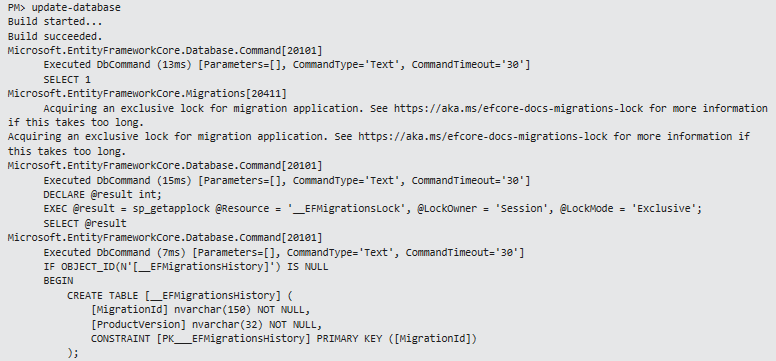 PM> update-database
Build started...
Build succeeded.
Microsoft.EntityFrameworkCore.Database.Command[20101]
      Executed DbCommand (13ms) [Parameters=[], CommandType='Text', CommandTimeout='30']
      SELECT 1
Microsoft.EntityFrameworkCore.Migrations[20411]
      Acquiring an exclusive lock for migration application. See https://aka.ms/efcore-docs-migrations-lock for more information
if this takes too long.
Acquiring an exclusive lock for migration application. See https://aka.ms/efcore-docs-migrations-lock for more information if
this takes too long.
Microsoft.EntityFrameworkCore.Database.Command[20101]
      Executed DbCommand (15ms) [Parameters=[], CommandType='Text', CommandTimeout='30']
      DECLARE @result int;
      EXEC @result = sp_getapplock @Resource = '__EFMigrationsLock', @LockOwner = 'Session', @LockMode = 'Exclusive';
      SELECT @result
Microsoft.EntityFrameworkCore.Database.Command[20101]
      Executed DbCommand (7ms) [Parameters=[], CommandType='Text', CommandTimeout='30']
      IF OBJECT_ID(N'[__EFMigrationsHistory]') IS NULL
      BEGIN
          CREATE TABLE [__EFMigrationsHistory] (
              [MigrationId] nvarchar(150) NOT NULL,
              [ProductVersion] nvarchar(32) NOT NULL,
              CONSTRAINT [PK___EFMigrationsHistory] PRIMARY KEY ([MigrationId])
          );